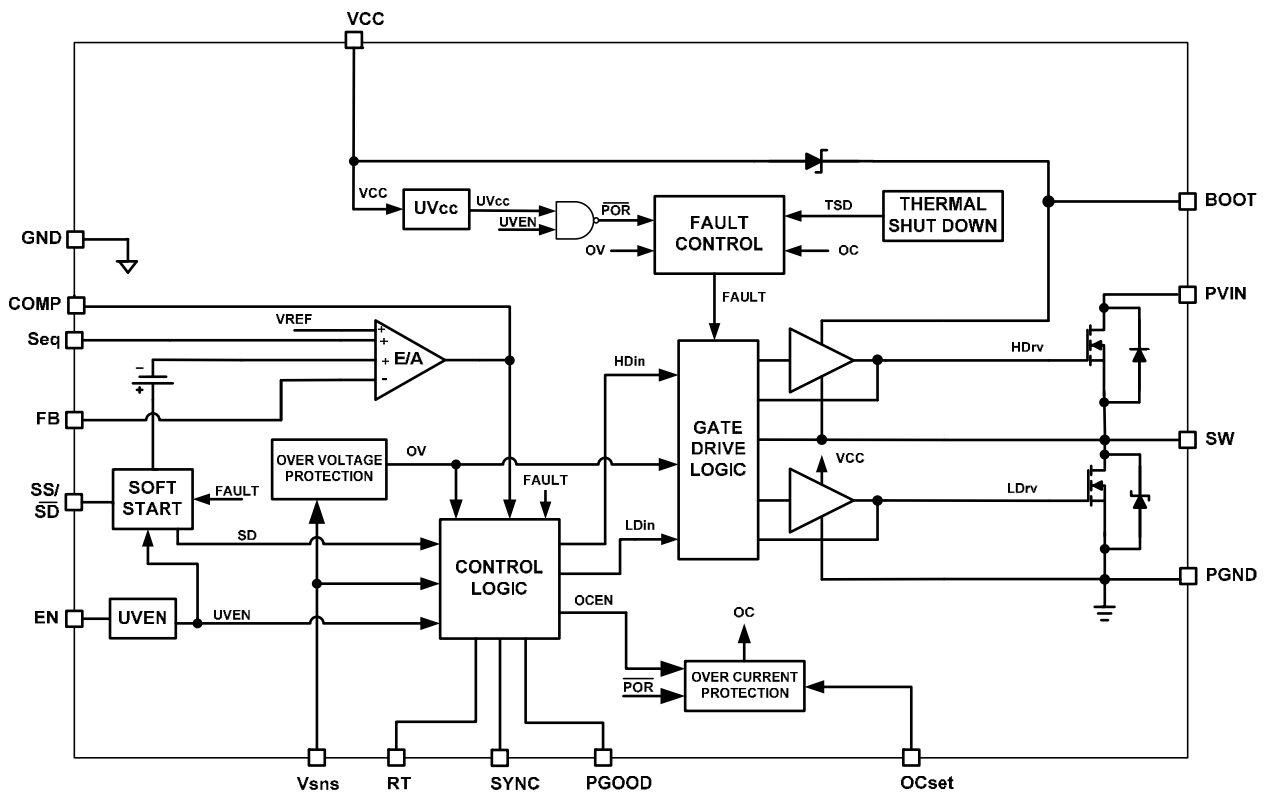 VCC
VCC
UVcc
UVcc
UVEN
POR
OV
FAULT
CONTROL
TSD
THERMAL
SHUT DOWN
OC
BOOT
GND
FAULT
PVIN
COMP
VREF
Seq
+
+
+
-
E/A
HDin
HDrv
-
+
FB
GATE
DRIVE
LOGIC
SW
OVER VOLTAGE
PROTECTION
OV
VCC
SS/
SD
SOFT
START
FAULT
FAULT
LDrv
SD
LDin
CONTROL
LOGIC
PGND
OCEN
EN
UVEN
UVEN
OC
POR
OVER CURRENT
PROTECTION
Vsns
RT
SYNC
PGOOD
OCset